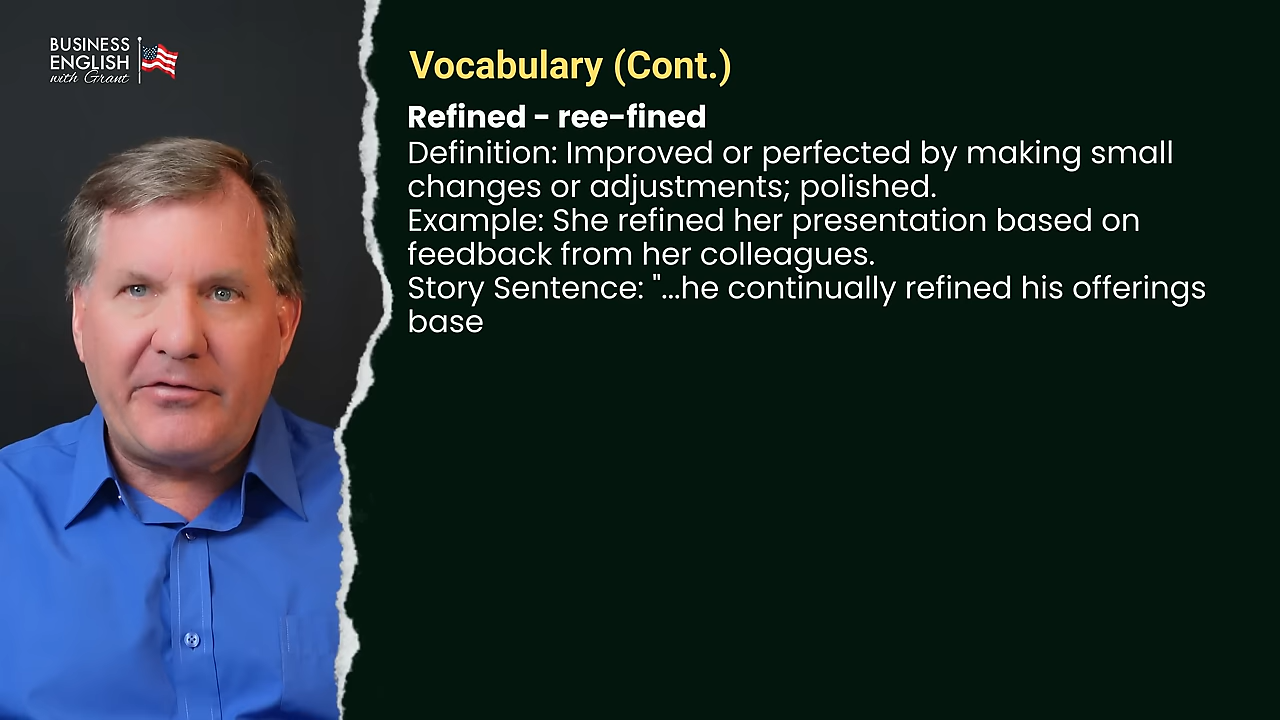 BUSINESS
ENGLISH
with Grant
Vocabulary (Cont.)
Refined - ree-fined
Definition: Improved or perfected by making small
changes or adjustments; polished.
Example: She refined her presentation based on
feedback from her colleagues.
Story Sentence: "...he continually refined his offerings
base